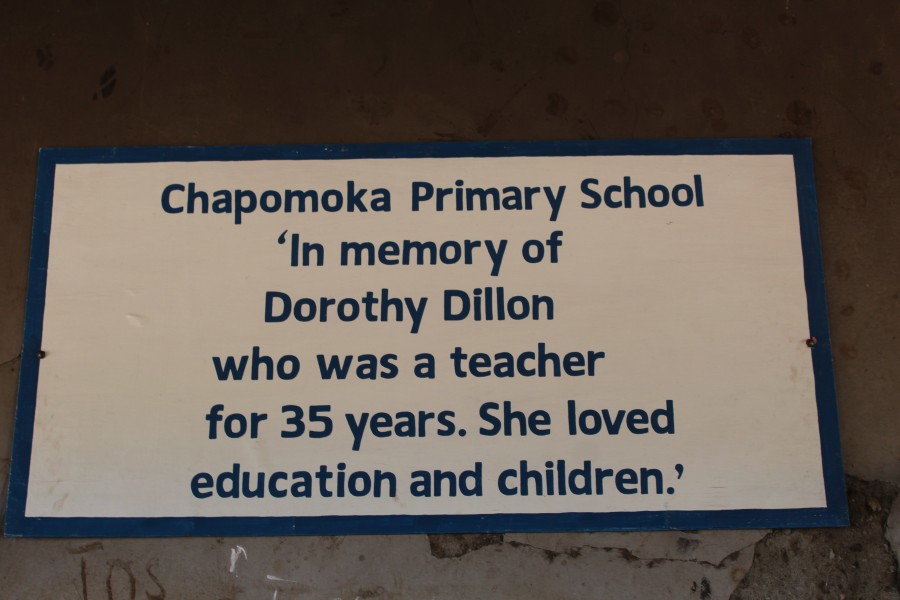 Chapomoka Primary School
‘In memory of
Dorothy Dillon
who was a teacher
for 35 years. She loved
education and children.’